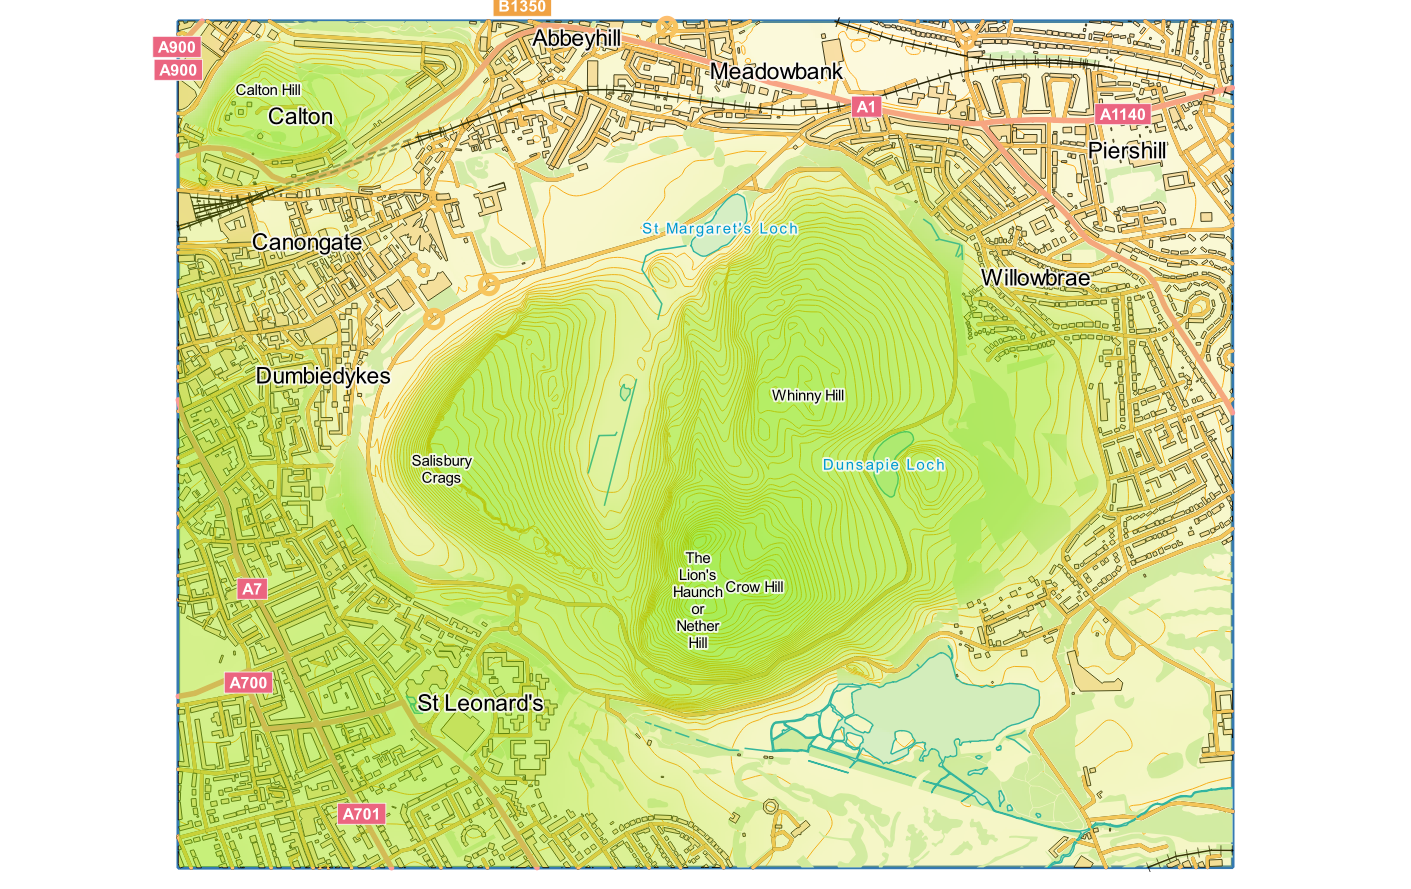 B1350
A900
A900
Abbeyhill
Meadowbank
Calton Hill
Calton
A1
A1140
Piershill
St Margaret's Loch
Canongate
Willowbrae
Dumbiedykes
Whinny Hill
Salisbury
Crags
Dunsapie Loch
The
Lion's
Haunch
or
Nether
Hill
Crow Hill
A7
A700
St Leonard's
A701